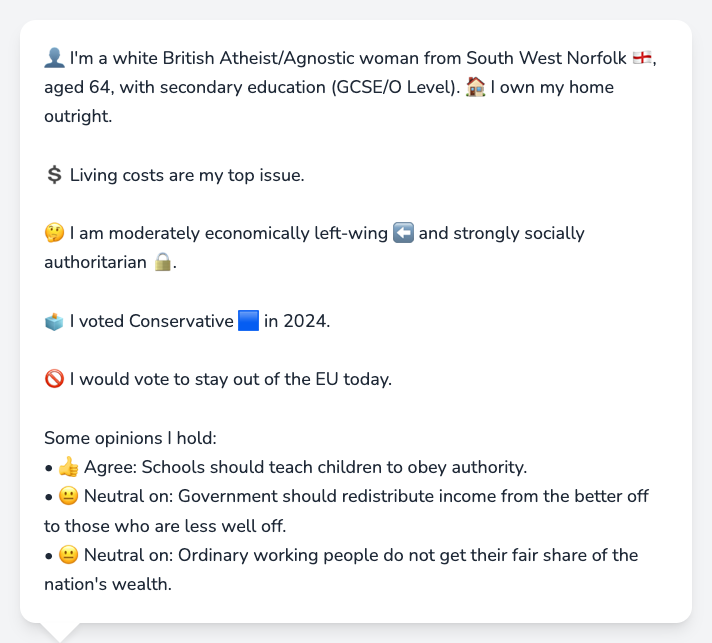 👤 I'm a white British Atheist/Agnostic woman from South West Norfolk 🏴󠁧󠁢󠁥󠁮󠁧󠁿,
aged 64, with secondary education (GCSE/O Level). 🏠 I own my home
outright.
💲 Living costs are my top issue.
🤔 I am moderately economically left-wing ⬅️ and strongly socially
authoritarian 🔒.
🗳️ I voted Conservative 🟦 in 2024.
🚫 I would vote to stay out of the EU today.
Some opinions I hold:
• 👍 Agree: Schools should teach children to obey authority.
• 😐 Neutral on: Government should redistribute income from the better off
to those who are less well off.
• 😐 Neutral on: Ordinary working people do not get their fair share of the
nation's wealth.